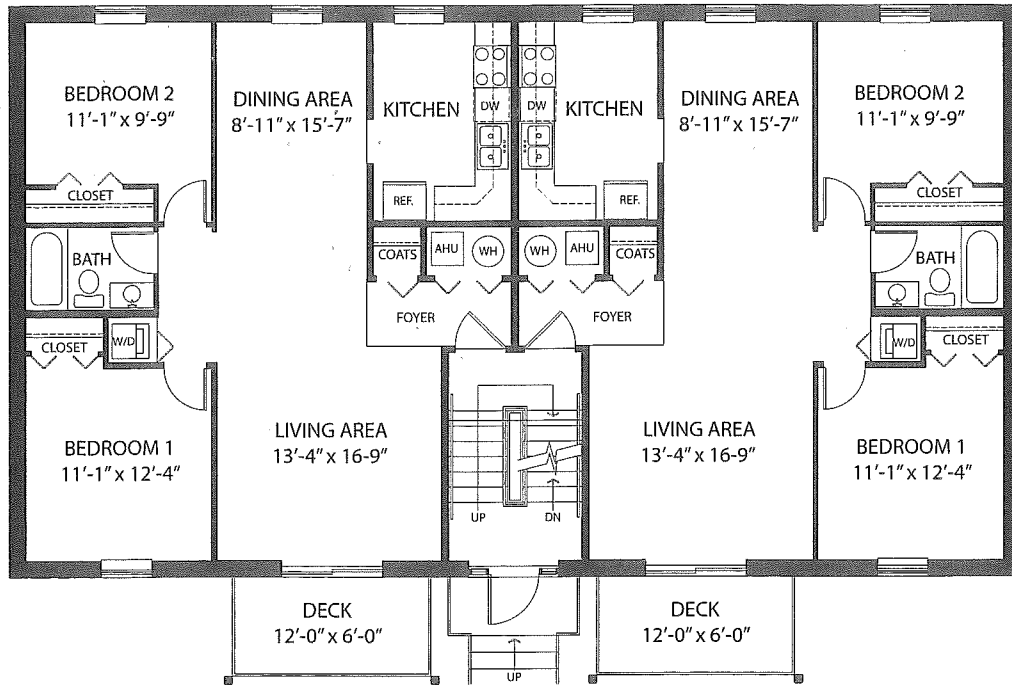 BEDROOM 2
11'-1" x 9'-9"
DINING AREA
8'-11" x 15'-7"
KITCHEN
DW
REF.
DW
KITCHEN
REF.
DINING AREA
8'-11" x 15'-7"
BEDROOM 2
11'-1" x 9'-9"
CLOSET
CLOSET
BATH
COATS
AHU
WH
WH
AHU
COATS
BATH
FOYER
FOYER
CLOSET
W/D
W/D
CLOSET
BEDROOM 1
11'-1" x 12'-4"
LIVING AREA
13'-4" x 16-9"
UP
DN
LIVING AREA
13'-4" x 16-9"
BEDROOM 1
11'-1" x 12'-4"
DECK
12'-0" x 6'-0"
UP
DECK
12'-0" x 6'-0"